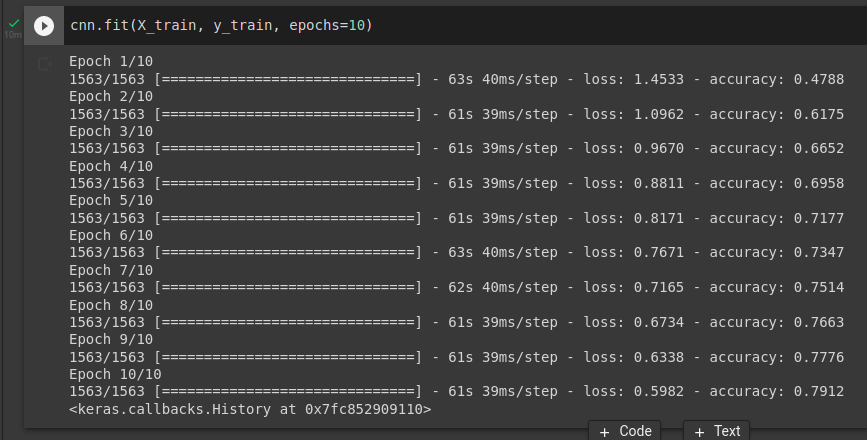 10m
cnn.fit(X_train, y_train, epochs=10)
Epoch 1/10
1563/1563 [==============================] - 63s 40ms/step - loss: 1.4533 - accuracy: 0.4788
Epoch 2/10
1563/1563 [==============================] - 61s 39ms/step - loss: 1.0962 - accuracy: 0.6175
Epoch 3/10
1563/1563 [==============================] - 61s 39ms/step - loss: 0.9670 - accuracy: 0.6652
Epoch 4/10
1563/1563 [==============================] - 61s 39ms/step - loss: 0.8811 - accuracy: 0.6958
Epoch 5/10
1563/1563 [==============================] - 61s 39ms/step - loss: 0.8171 - accuracy: 0.7177
Epoch 6/10
1563/1563 [==============================] - 63s 40ms/step - loss: 0.7671 - accuracy: 0.7347
Epoch 7/10
1563/1563 [==============================] - 62s 40ms/step - loss: 0.7165 - accuracy: 0.7514
Epoch 8/10
1563/1563 [==============================] - 61s 39ms/step - loss: 0.6734 - accuracy: 0.7663
Epoch 9/10
1563/1563 [==============================] - 61s 39ms/step - loss: 0.6338 - accuracy: 0.7776
Epoch 10/10
1563/1563 [==============================] - 61s 39ms/step - loss: 0.5982 - accuracy: 0.7912
<keras.callbacks.History at 0x7fc852909110>
+ Code + Text